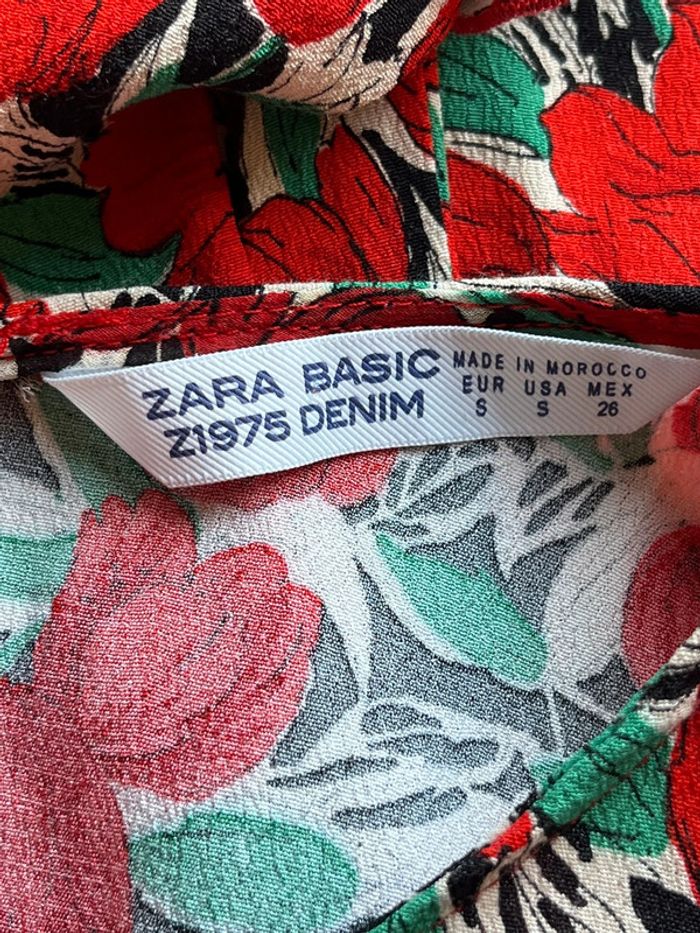 ZARA BASIC
Z1975 DENIM
MADE IN MOROCCO
EUR USA MEX
S S 26